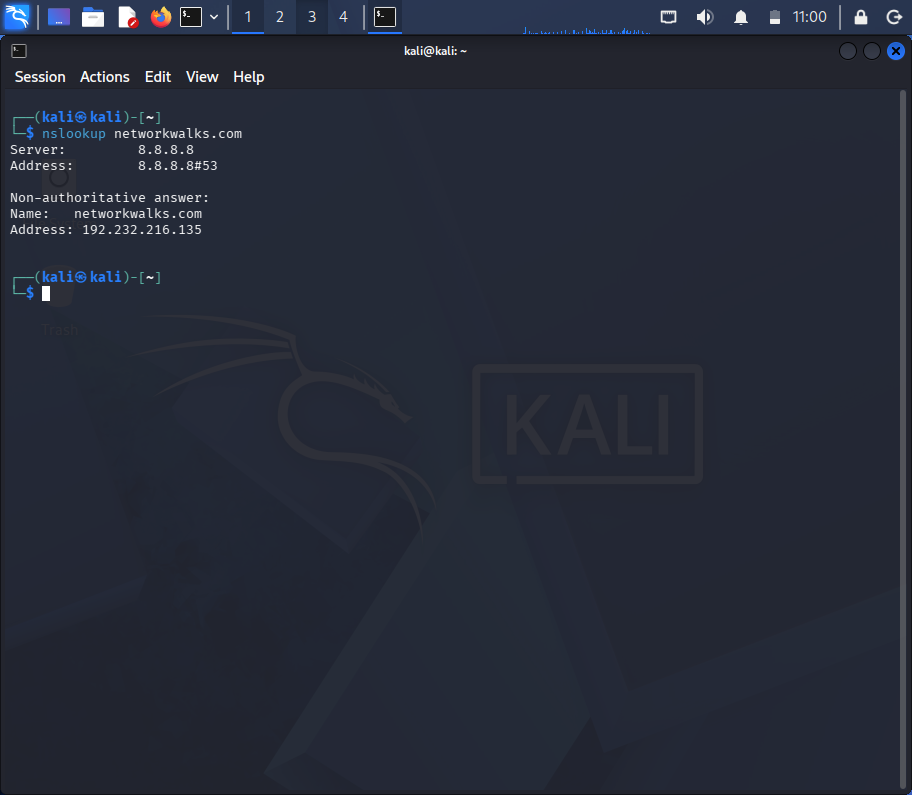 1 2 3 4 11:00
kali@kali: ~
Session Actions Edit View Help
┌──(kali㉿kali)-[~]
└─$ nslookup networkwalks.com
Server:         8.8.8.8
Address:        8.8.8.8#53
Non-authoritative answer:
Name:   networkwalks.com
Address: 192.232.216.135
┌──(kali㉿kali)-[~]
└─$
Trash
KALI